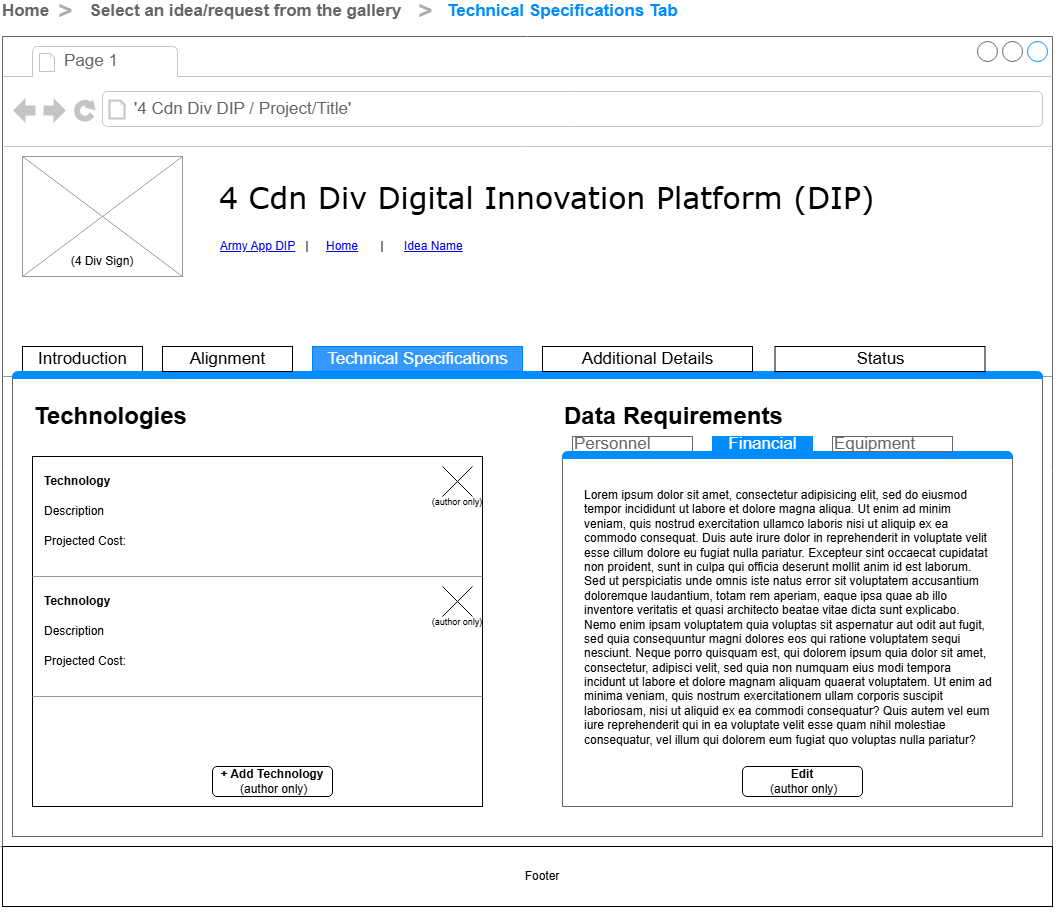 Home > Select an idea/request from the gallery > Technical Specifications Tab
Page 1
'4 Cdn Div DIP / Project/Title'
(4 Div Sign)
4 Cdn Div Digital Innovation Platform (DIP)
Army App DIP | Home | Idea Name
Introduction
Alignment
Technical Specifications
Additional Details
Status
Technologies
Technology
(author only)
Description
Projected Cost:
Technology
(author only)
Description
Projected Cost:
+ Add Technology
(author only)
Data Requirements
Personnel
Financial
Equipment
Lorem ipsum dolor sit amet, consectetur adipisicing elit, sed do eiusmod
tempor incididunt ut labore et dolore magna aliqua. Ut enim ad minim
veniam, quis nostrud exercitation ullamco laboris nisi ut aliquip ex ea
commodo consequat. Duis aute irure dolor in reprehenderit in voluptate velit
esse cillum dolore eu fugiat nulla pariatur. Excepteur sint occaecat cupidatat
non proident, sunt in culpa qui officia deserunt mollit anim id est laborum.
Sed ut perspiciatis unde omnis iste natus error sit voluptatem accusantium
doloremque laudantium, totam rem aperiam, eaque ipsa quae ab illo
inventore veritatis et quasi architecto beatae vitae dicta sunt explicabo.
Nemo enim ipsam voluptatem quia voluptas sit aspernatur aut odit aut fugit,
sed quia consequuntur magni dolores eos qui ratione voluptatem sequi
nesciunt. Neque porro quisquam est, qui dolorem ipsum quia dolor sit amet,
consectetur, adipisci velit, sed quia non numquam eius modi tempora
incidunt ut labore et dolore magnam aliquam quaerat voluptatem. Ut enim ad
minima veniam, quis nostrum exercitationem ullam corporis suscipit
laboriosam, nisi ut aliquid ex ea commodi consequatur? Quis autem vel eum
iure reprehenderit qui in ea voluptate velit esse quam nihil molestiae
consequatur, vel illum qui dolorem eum fugiat quo voluptas nulla pariatur?
Edit
(author only)
Footer